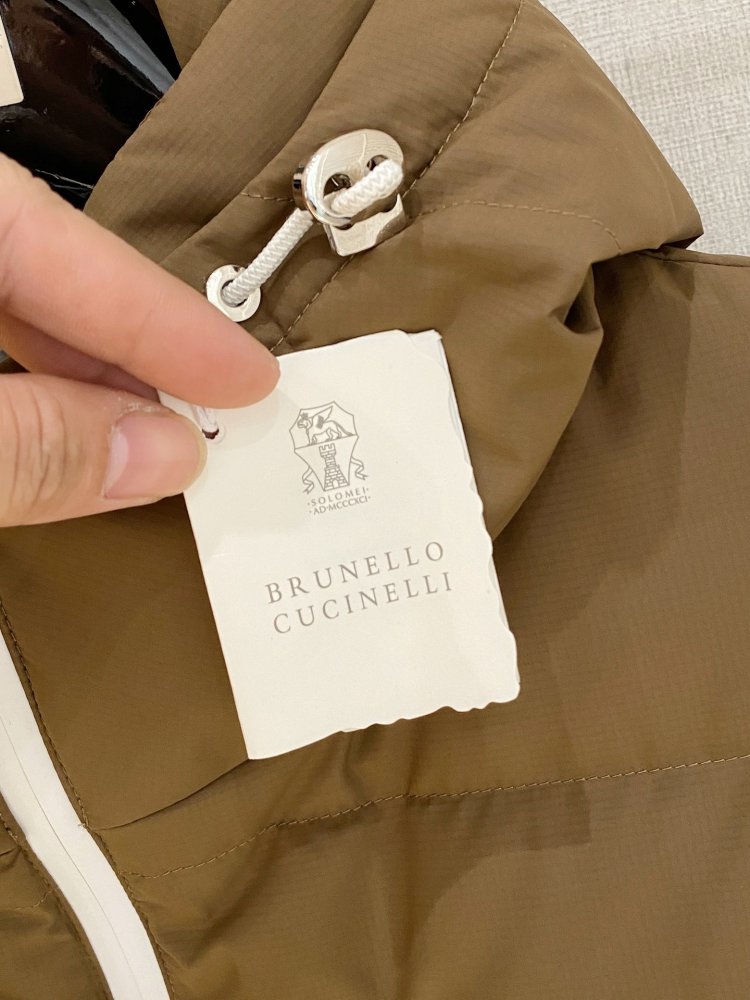 ·SOLOMEI·
·AD·MCCCXCI·
BRUNELLO
CUCINELLI